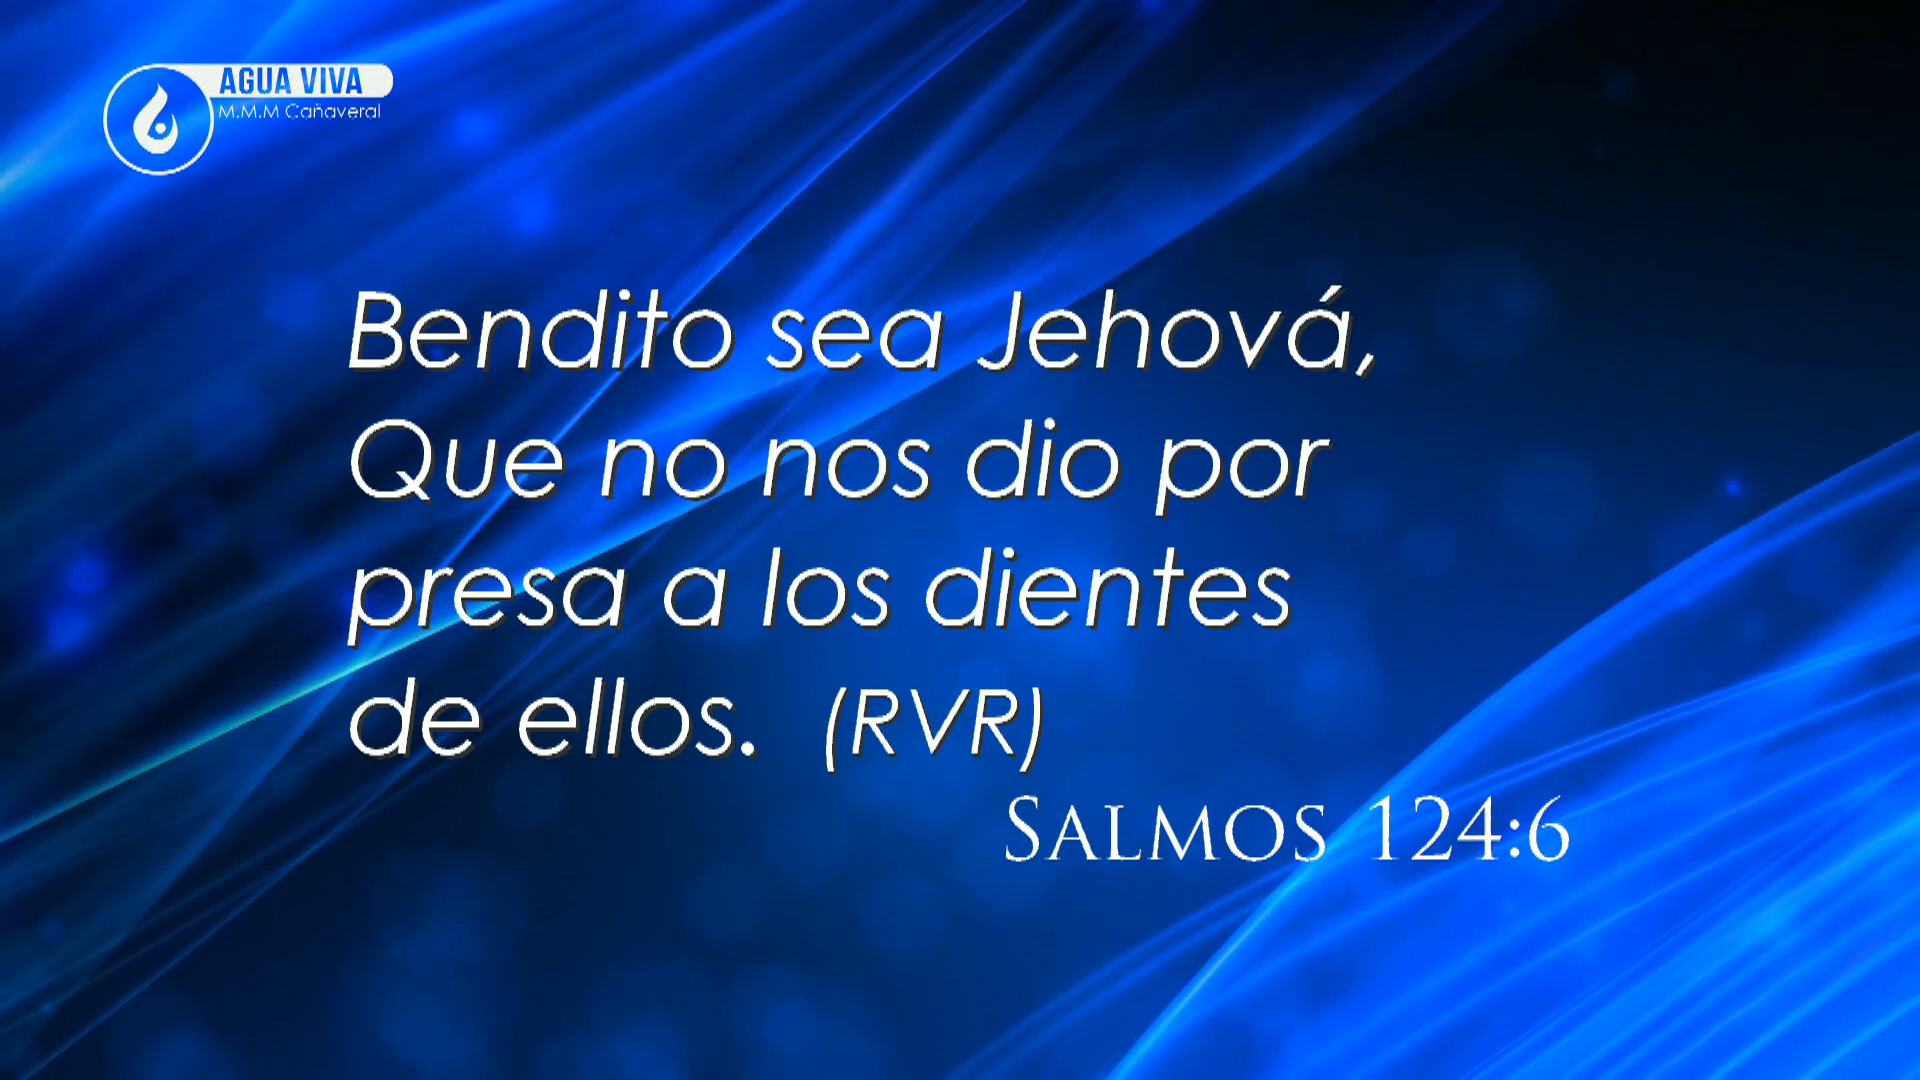 AGUA VIVA
M.M.M Cañaveral
Bendito sea Jehová,
Que no nos dio por
presa a los dientes
de ellos. (RVR)
SALMOS 124:6